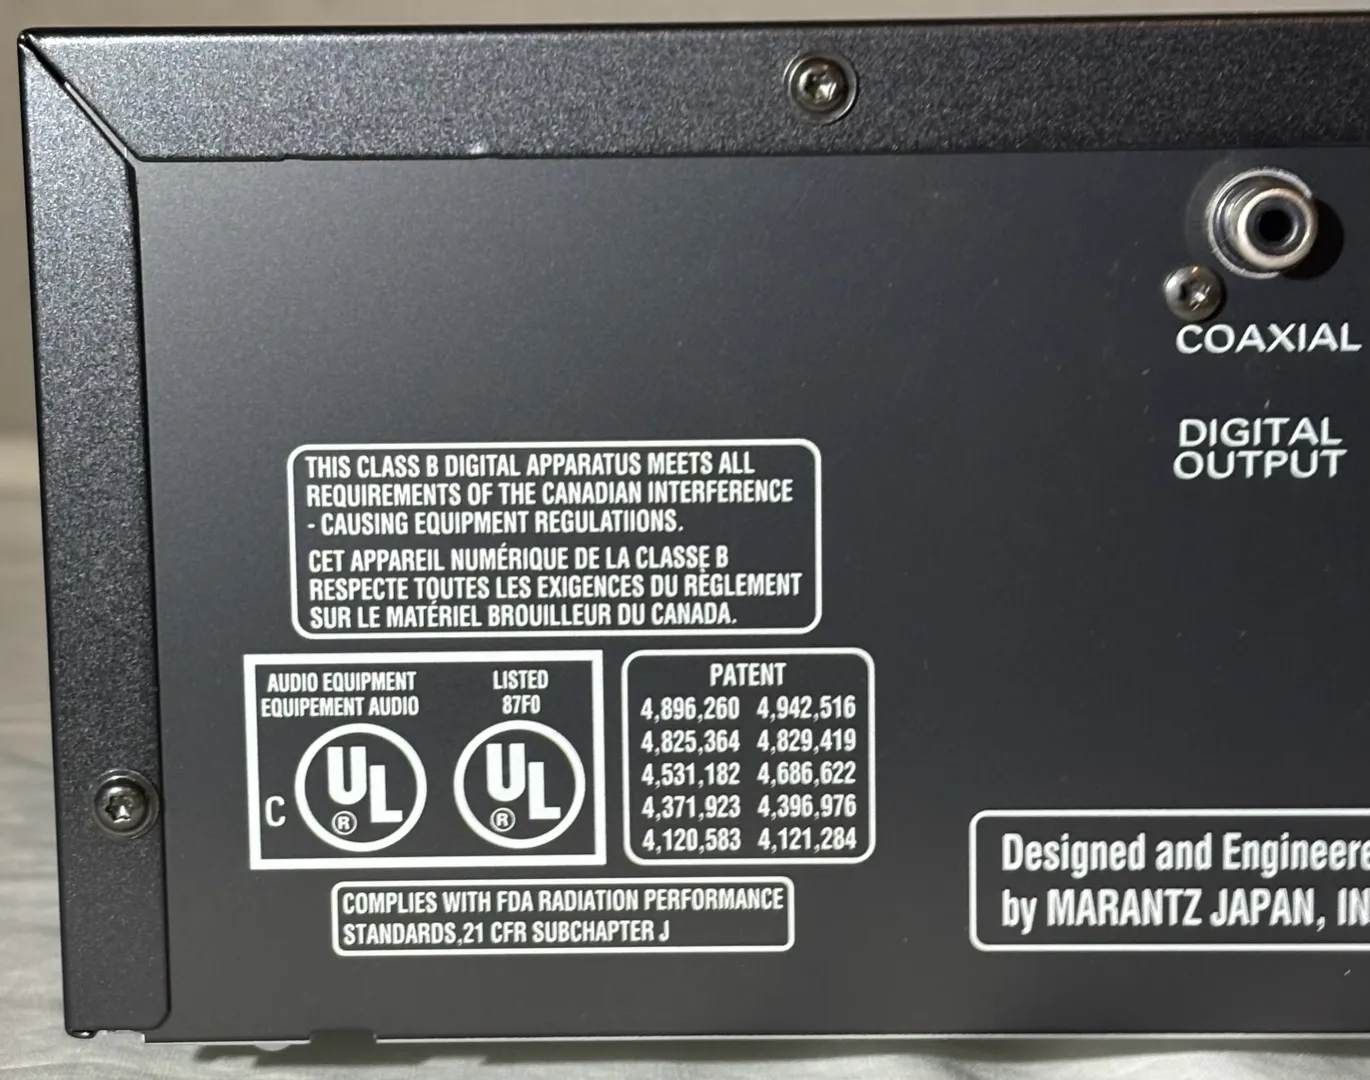 COAXIAL
DIGITAL
OUTPUT
THIS CLASS B DIGITAL APPARATUS MEETS ALL
REQUIREMENTS OF THE CANADIAN INTERFERENCE
- CAUSING EQUIPMENT REGULATIIONS.
CET APPAREIL NUMÉRIQUE DE LA CLASSE B
RESPECTE TOUTES LES EXIGENCES DU RÈGLEMENT
SUR LE MATÉRIEL BROUILLEUR DU CANADA.
AUDIO EQUIPMENT
EQUIPEMENT AUDIO
C UL ®
LISTED
87F0
UL ®
PATENT
4,896,260 4,942,516
4,825,364 4,829,419
4,531,182 4,686,622
4,371,923 4,396,976
4,120,583 4,121,284
COMPLIES WITH FDA RADIATION PERFORMANCE
STANDARDS,21 CFR SUBCHAPTER J
Designed and Engineere
by MARANTZ JAPAN, IN